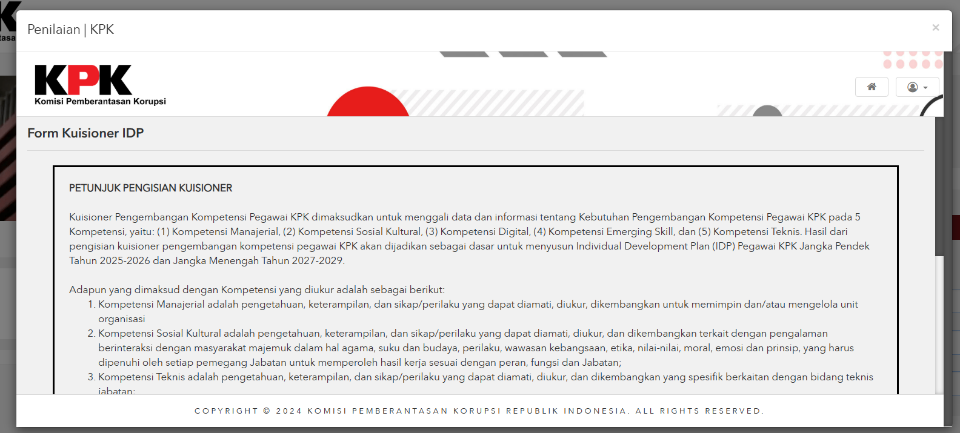 Penilaian | KPK
×
KPK
Komisi Pemberantasan Korupsi
Form Kuisioner IDP
PETUNJUK PENGISIAN KUISIONER
Kuisioner Pengembangan Kompetensi Pegawai KPK dimaksudkan untuk menggali data dan informasi tentang Kebutuhan Pengembangan Kompetensi Pegawai KPK pada 5
Kompetensi, yaitu: (1) Kompetensi Manajerial, (2) Kompetensi Sosial Kultural, (3) Kompetensi Digital, (4) Kompetensi Emerging Skill, dan (5) Kompetensi Teknis. Hasil dari
pengisian kuisioner pengembangan kompetensi pegawai KPK akan dijadikan sebagai dasar untuk menyusun Individual Development Plan (IDP) Pegawai KPK Jangka Pendek
Tahun 2025-2026 dan Jangka Menengah Tahun 2027-2029.
Adapun yang dimaksud dengan Kompetensi yang diukur adalah sebagai berikut:
1. Kompetensi Manajerial adalah pengetahuan, keterampilan, dan sikap/perilaku yang dapat diamati, diukur, dikembangkan untuk memimpin dan/atau mengelola unit
organisasi
2. Kompetensi Sosial Kultural adalah pengetahuan, keterampilan, dan sikap/perilaku yang dapat diamati, diukur, dan dikembangkan terkait dengan pengalaman
berinteraksi dengan masyarakat majemuk dalam hal agama, suku dan budaya, perilaku, wawasan kebangsaan, etika, nilai-nilai, moral, emosi dan prinsip, yang harus
dipenuhi oleh setiap pemegang Jabatan untuk memperoleh hasil kerja sesuai dengan peran, fungsi dan Jabatan;
3. Kompetensi Teknis adalah pengetahuan, keterampilan, dan sikap/perilaku yang dapat diamati, diukur, dan dikembangkan yang spesifik berkaitan dengan bidang teknis
jabatan;
COPYRIGHT © 2024 KOMISI PEMBERANTASAN KORUPSI REPUBLIK INDONESIA. ALL RIGHTS RESERVED.